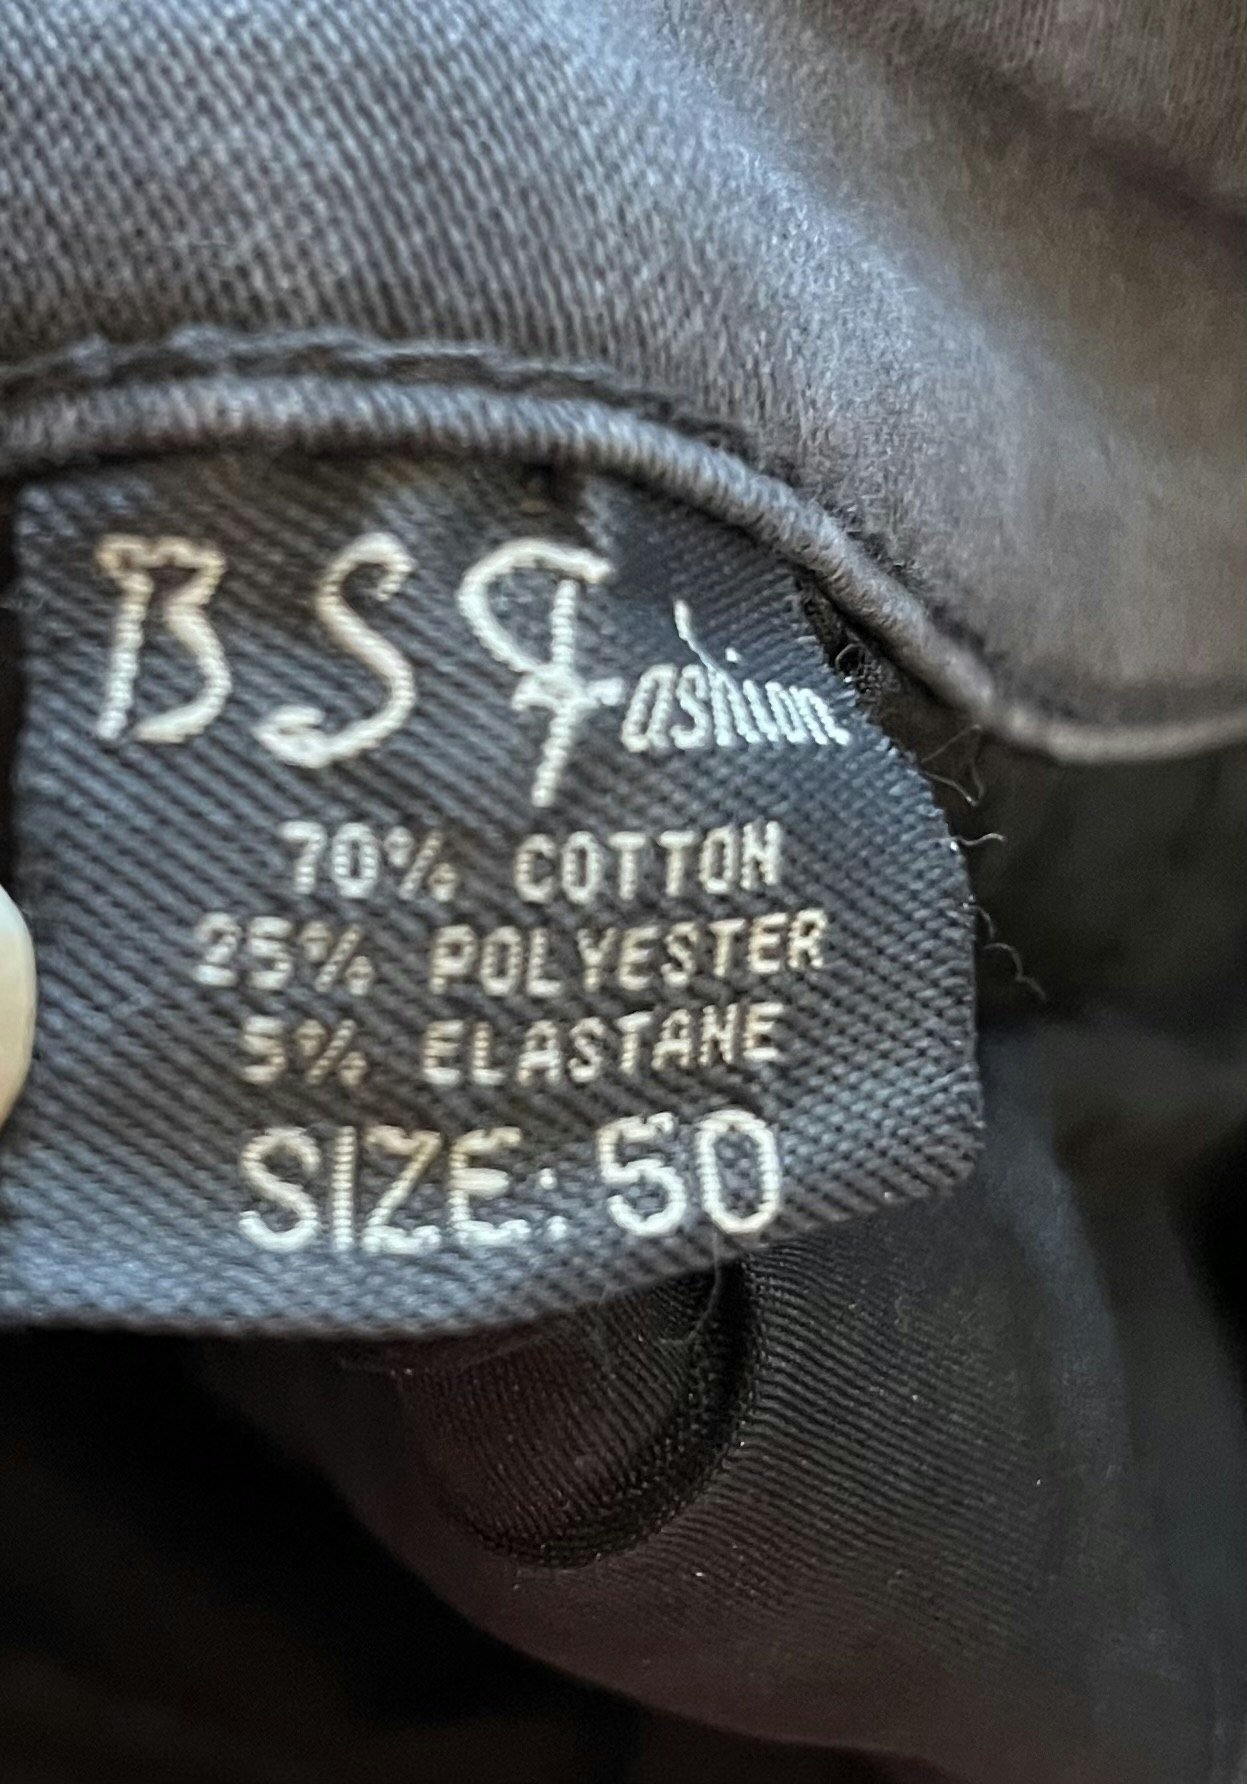 BS Fashion
70% COTTON
25% POLYESTER
5% ELASTANE
SIZE: 50